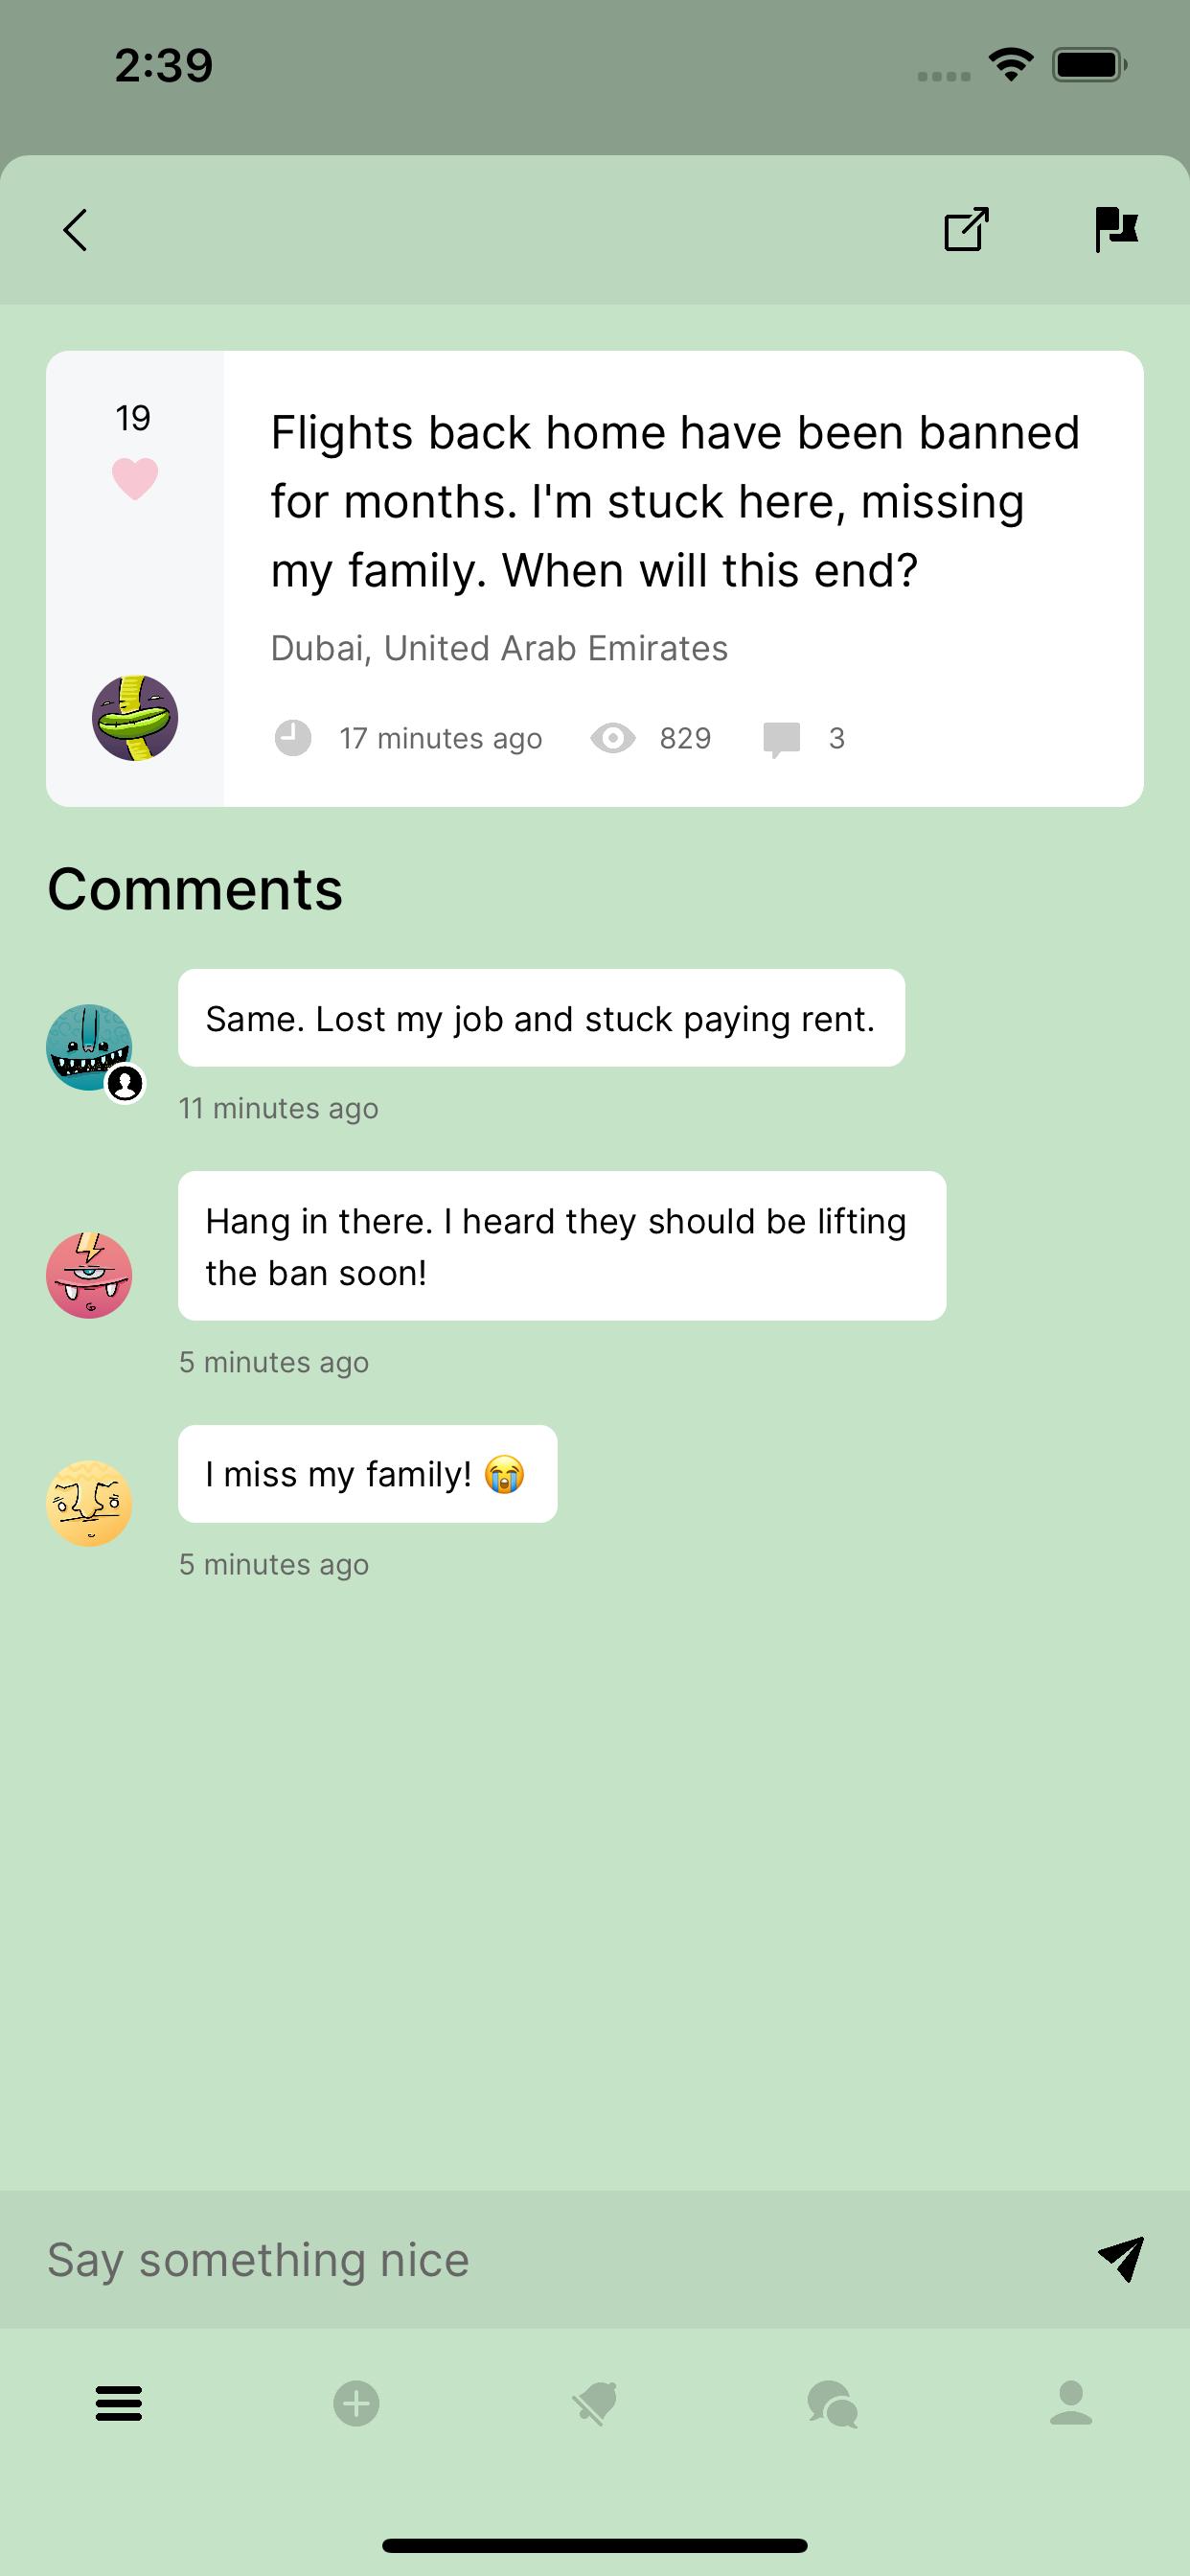 2:39
19
Flights back home have been banned
for months. I'm stuck here, missing
my family. When will this end?
Dubai, United Arab Emirates
17 minutes ago 829 3
Comments
Same. Lost my job and stuck paying rent.
11 minutes ago
Hang in there. I heard they should be lifting
the ban soon!
5 minutes ago
I miss my family! 😭
5 minutes ago
Say something nice